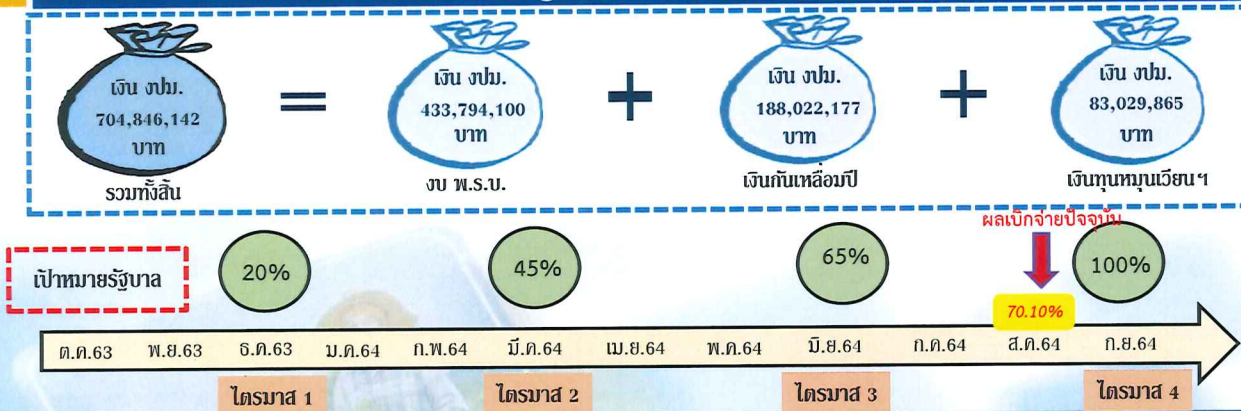 เงิน งปม.
704,846,142
บาท
รวมทั้งสิ้น
=
เงิน งปม.
433,794,100
บาท
งบ พ.ร.บ.
+
เงิน งปม.
188,022,177
บาท
เงินกันเหลื่อมปี
+
เงิน งปม.
83,029,865
บาท
เงินทุนหมุนเวียนฯ
ผลเบิกจ่ายปัจจุบัน
เป้าหมายรัฐบาล
20%
45%
65%
100%
70.10%
ต.ค.63 พ.ย.63 ธ.ค.63 ม.ค.64 ก.พ.64 มี.ค.64 เม.ย.64 พ.ค.64 มิ.ย.64 ก.ค.64 ส.ค.64 ก.ย.64
ไตรมาส 1 ไตรมาส 2 ไตรมาส 3 ไตรมาส 4